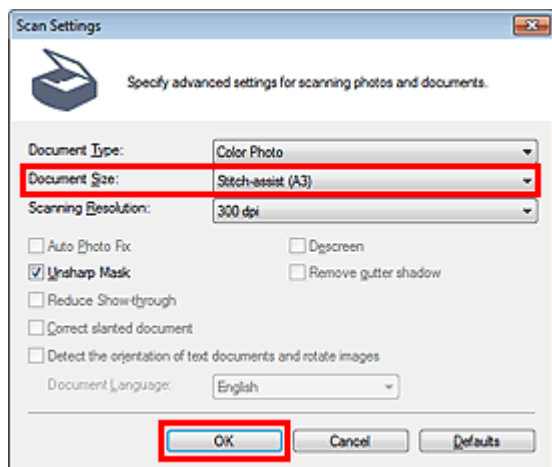 Scan Settings
Specify advanced settings for scanning photos and documents.
Document Type: Color Photo
Document Size: Stitch-assist (A3)
Scanning Resolution: 300 dpi
Auto Photo Fix Descreen
Unsharp Mask Remove gutter shadow
Reduce Show-through
Correct slanted document
Detect the orientation of text documents and rotate images
Document Language: English
OK Cancel Defaults